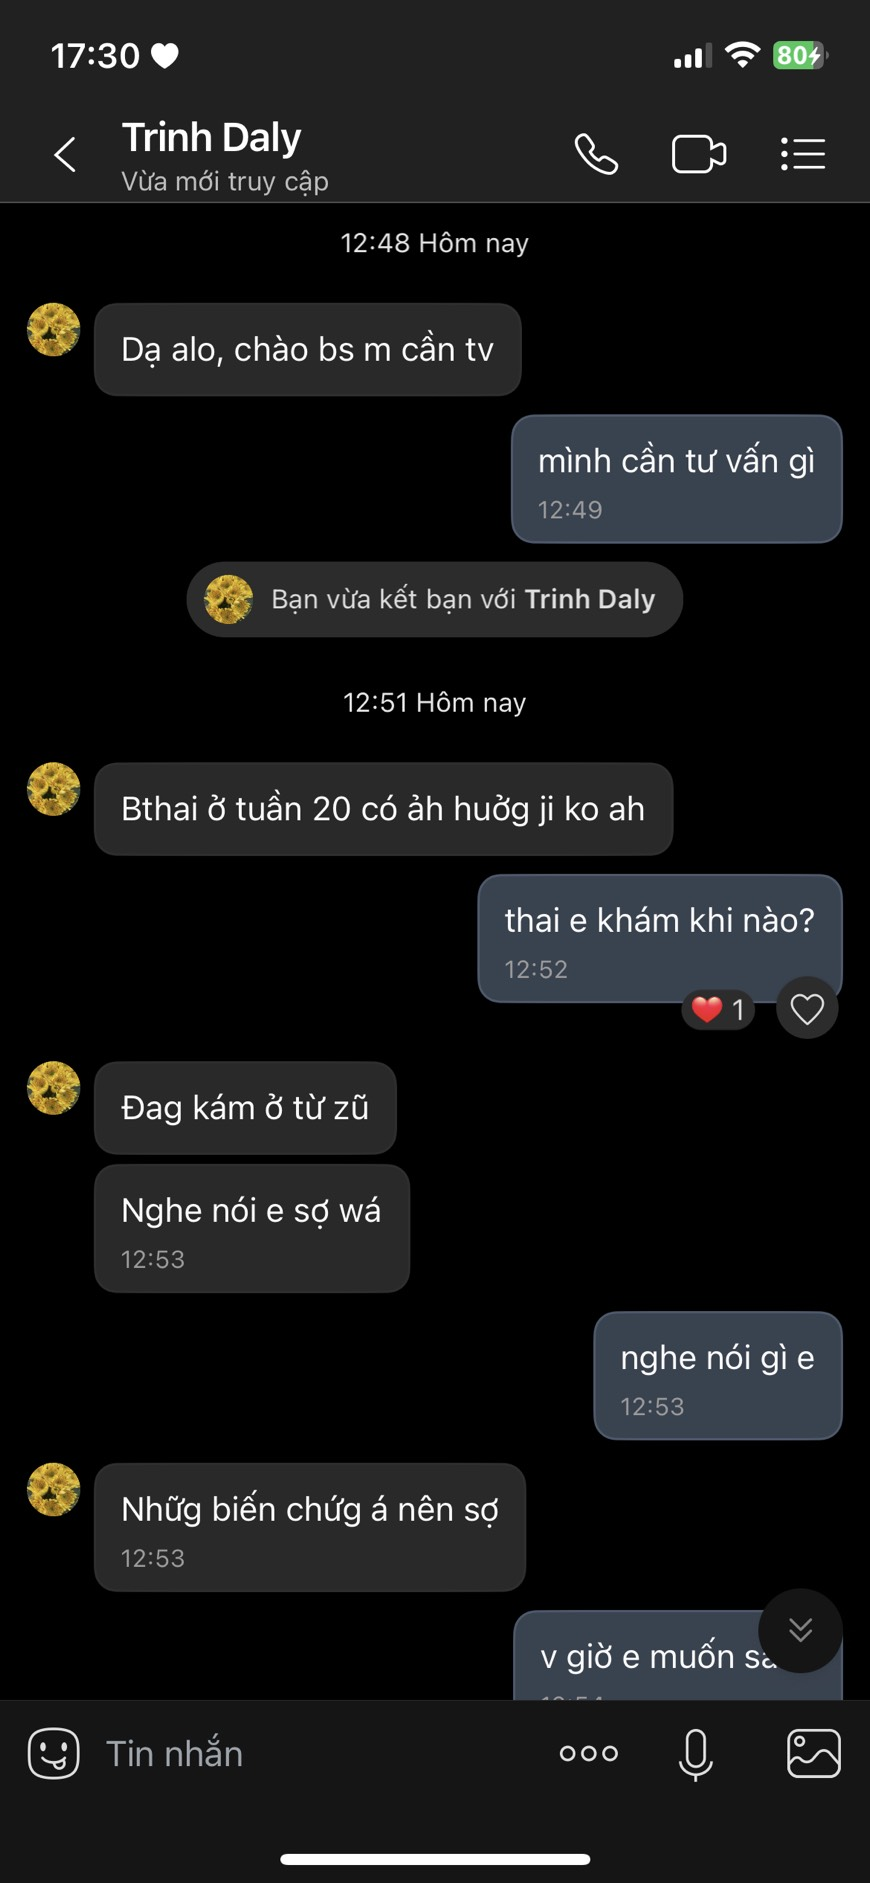 17:30
80
Trinh Daly
Vừa mới truy cập
12:48 Hôm nay
Dạ alo, chào bs m cần tv
mình cần tư vấn gì
12:49
Bạn vừa kết bạn với Trinh Daly
12:51 Hôm nay
Bthai ở tuần 20 có ảh huởg ji ko ah
thai e khám khi nào?
12:52
1
Đag kám ở từ zũ
Nghe nói e sợ wá
12:53
nghe nói gì e
12:53
Nhữg biến chứg á nên sợ
12:53
v giờ e muốn
Tin nhắn